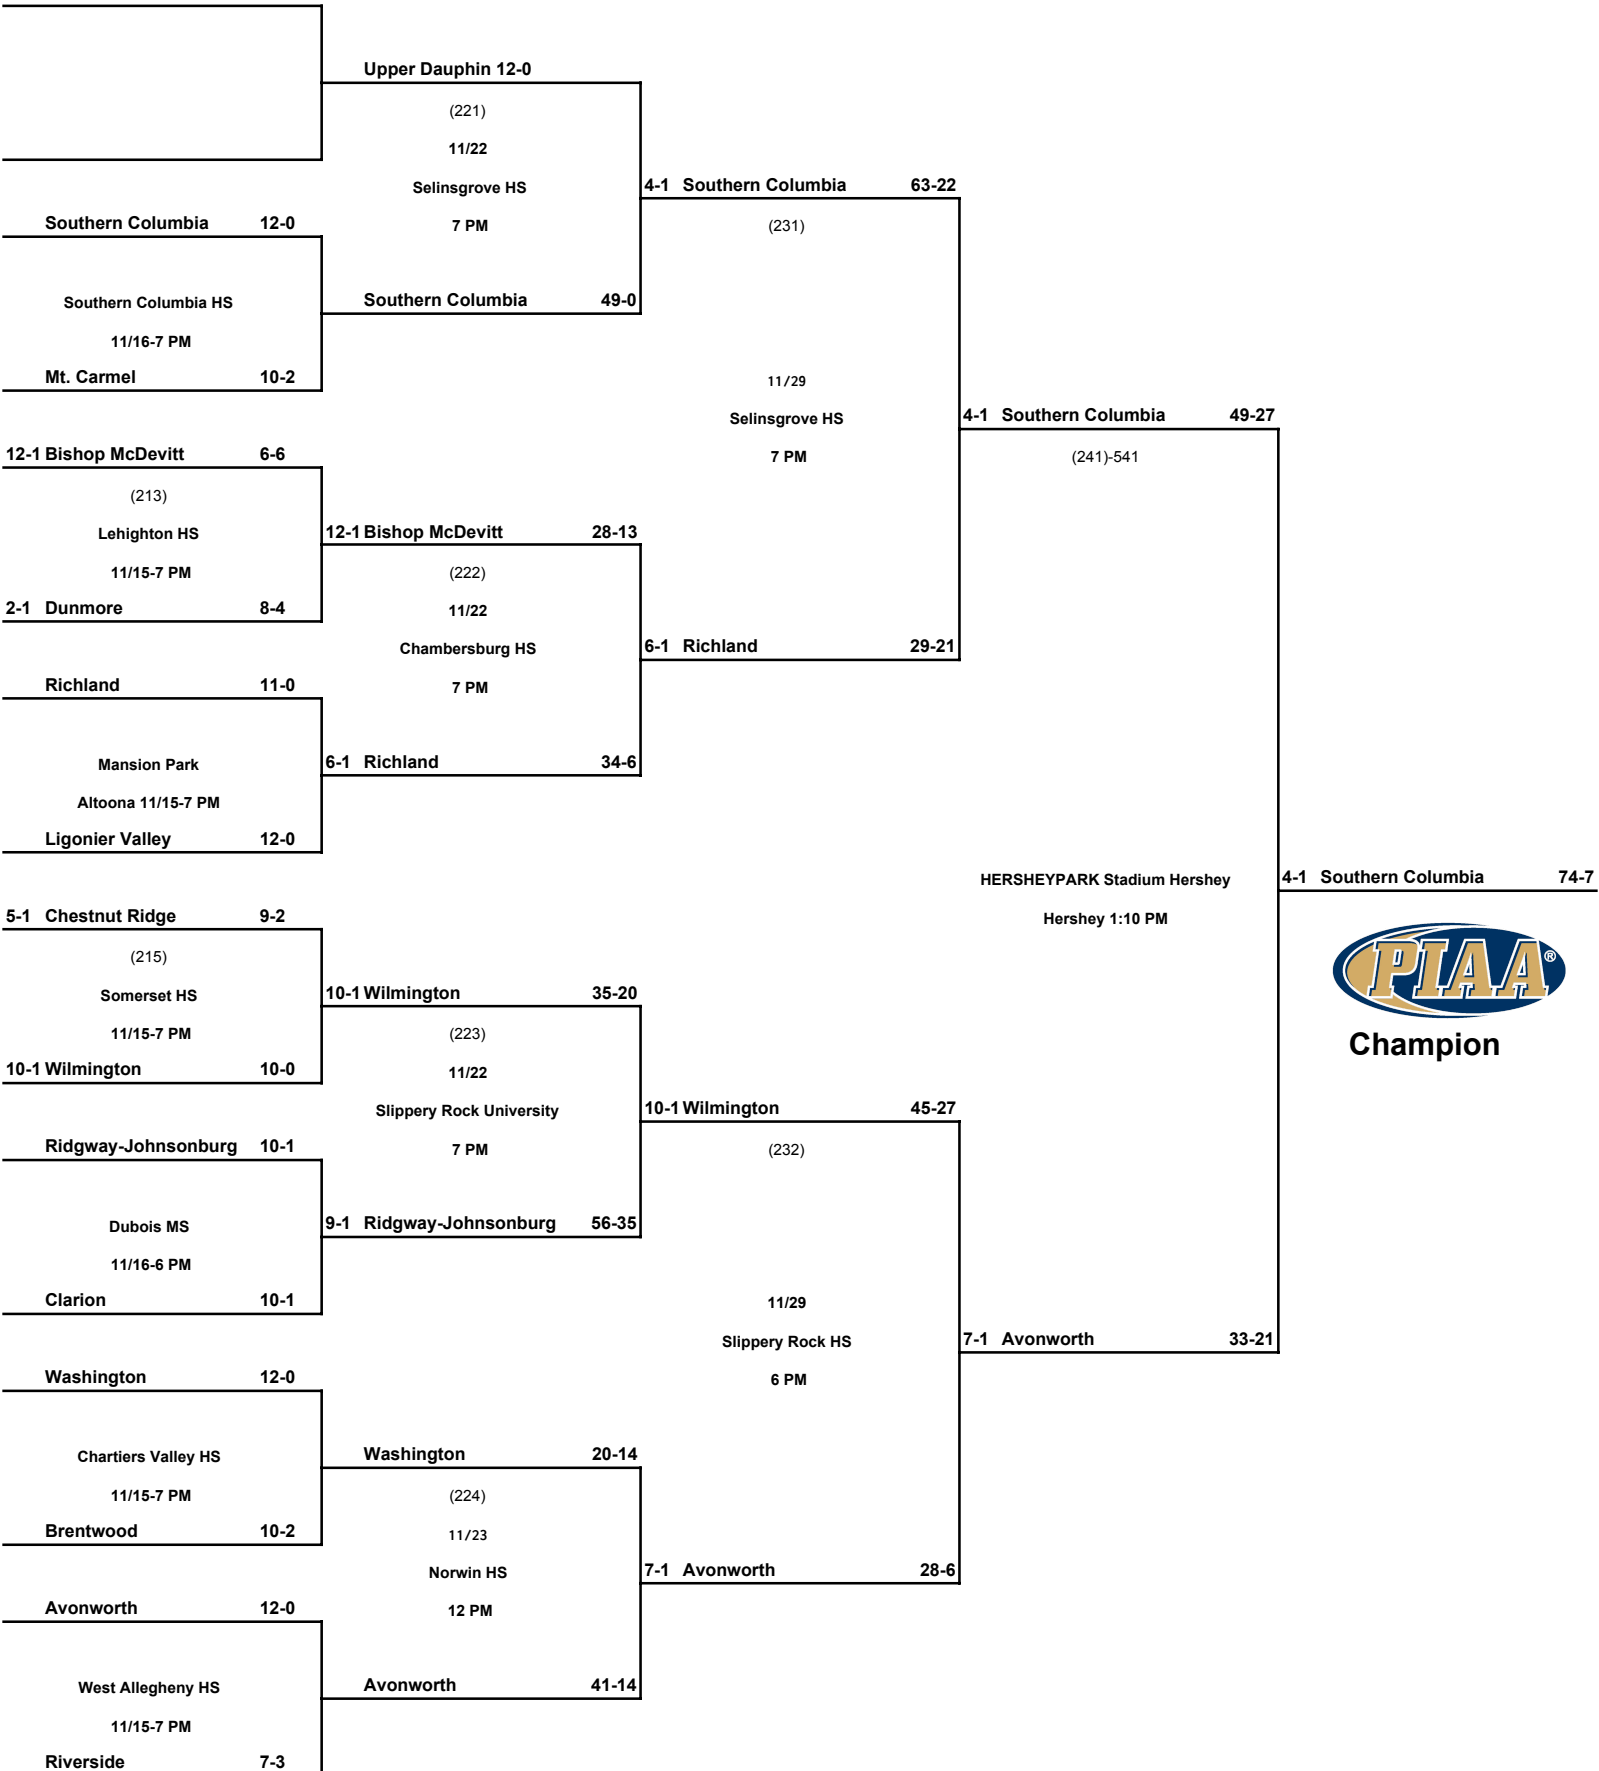 Upper Dauphin 12-0
(221)
11/22
Selinsgrove HS
4-1 Southern Columbia 63-22
Southern Columbia 12-0
7 PM
(231)
Southern Columbia HS
Southern Columbia 49-0
11/16-7 PM
Mt. Carmel 10-2
11/29
Selinsgrove HS
4-1 Southern Columbia 49-27
12-1 Bishop McDevitt 6-6
7 PM
(241)-541
(213)
Lehighton HS
12-1 Bishop McDevitt 28-13
11/15-7 PM
(222)
2-1 Dunmore 8-4
11/22
Chambersburg HS
6-1 Richland 29-21
Richland 11-0
7 PM
Mansion Park
6-1 Richland 34-6
Altoona 11/15-7 PM
Ligonier Valley 12-0
HERSHEYPARK Stadium Hershey
4-1 Southern Columbia 74-7
5-1 Chestnut Ridge 9-2
Hershey 1:10 PM
(215)
PIAA®
Somerset HS
10-1 Wilmington 35-20
11/15-7 PM
(223)
Champion
10-1 Wilmington 10-0
11/22
Slippery Rock University
10-1 Wilmington 45-27
Ridgway-Johnsonburg 10-1
7 PM
(232)
Dubois MS
9-1 Ridgway-Johnsonburg 56-35
11/16-6 PM
Clarion 10-1
11/29
Slippery Rock HS
7-1 Avonworth 33-21
Washington 12-0
6 PM
Chartiers Valley HS
Washington 20-14
11/15-7 PM
(224)
Brentwood 10-2
11/23
Norwin HS
7-1 Avonworth 28-6
Avonworth 12-0
12 PM
West Allegheny HS
Avonworth 41-14
11/15-7 PM
Riverside 7-3